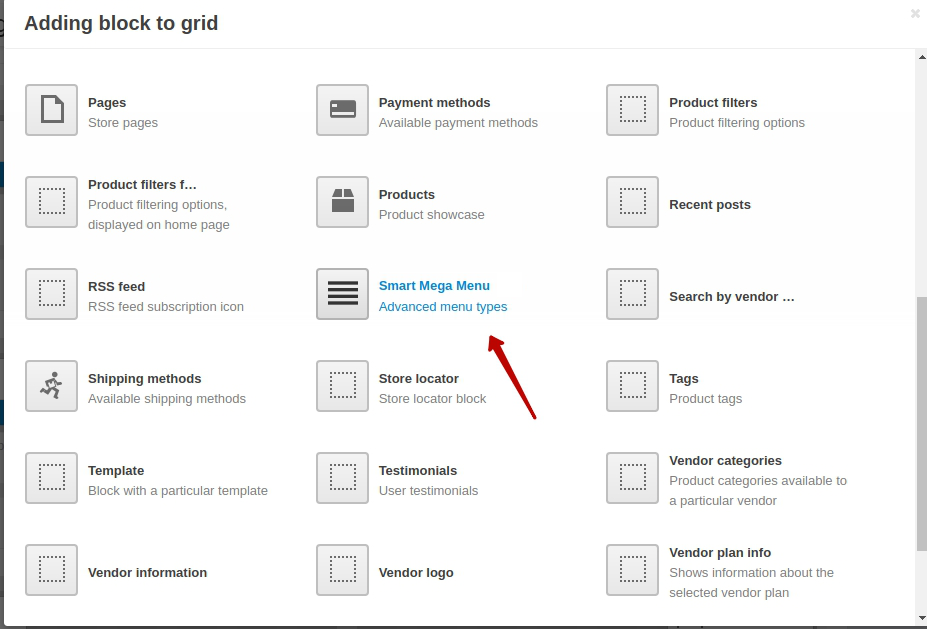 Adding block to grid
Pages
Store pages
Payment methods
Available payment methods
Product filters
Product filtering options
Product filters f...
Product filtering options,
displayed on home page
Products
Product showcase
Recent posts
RSS feed
RSS feed subscription icon
Smart Mega Menu
Advanced menu types
Search by vendor ...
Shipping methods
Available shipping methods
Store locator
Store locator block
Tags
Product tags
Template
Block with a particular template
Testimonials
User testimonials
Vendor categories
Product categories available to
a particular vendor
Vendor information
Vendor logo
Vendor plan info
Shows information about the
selected vendor plan